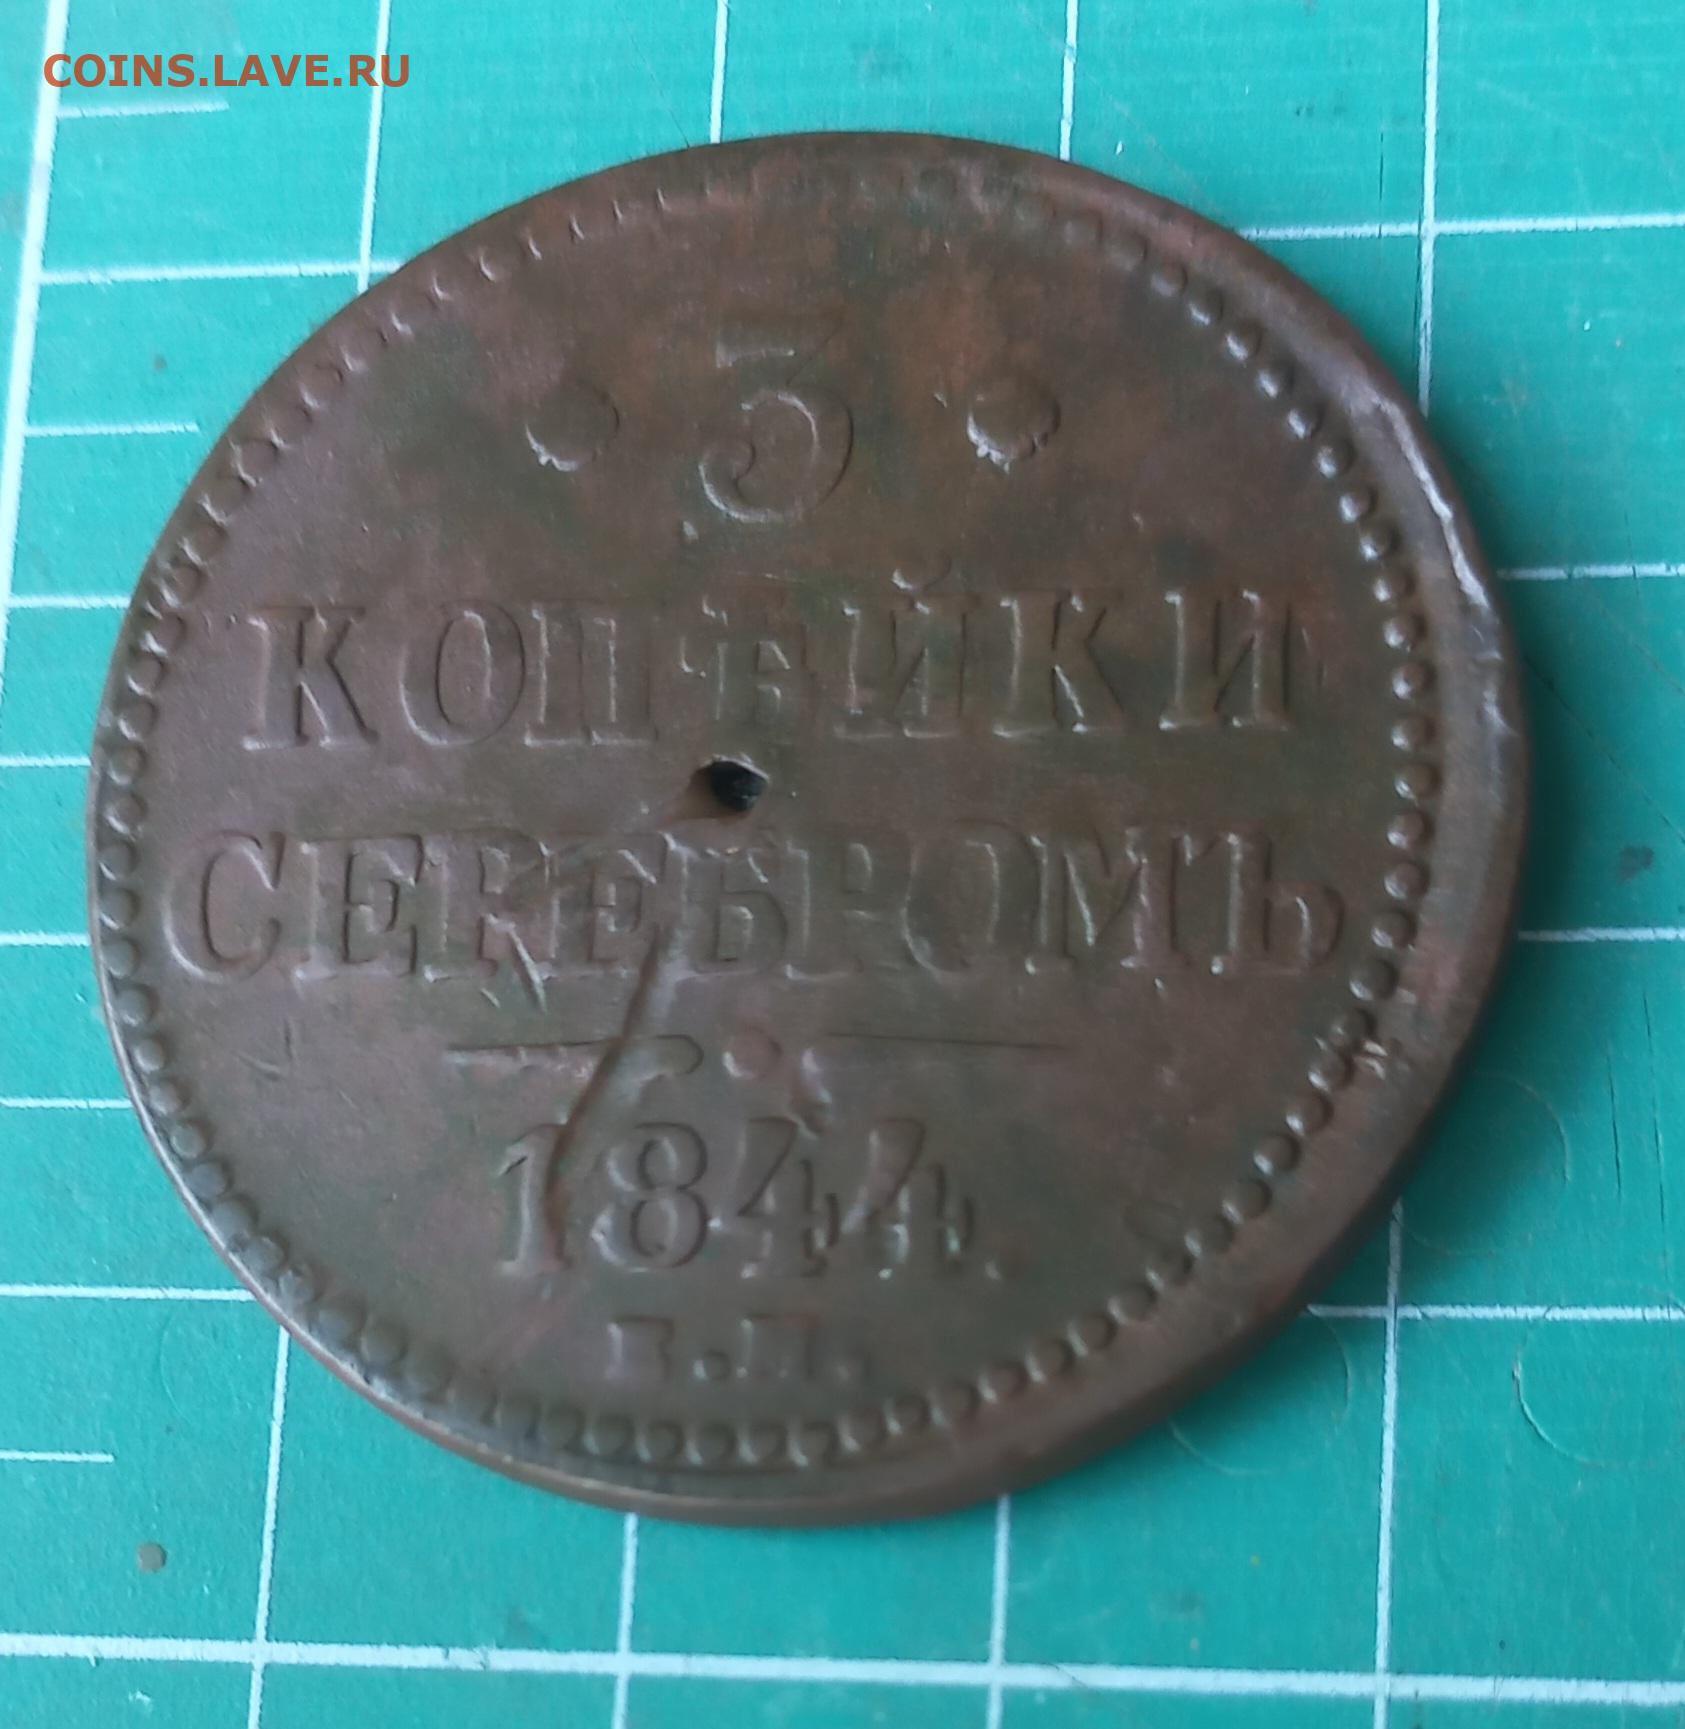 COINS.LAVE.RU
3
КОПѢЙКИ
СЕРЕБРОМЪ
1844.
Е.М.